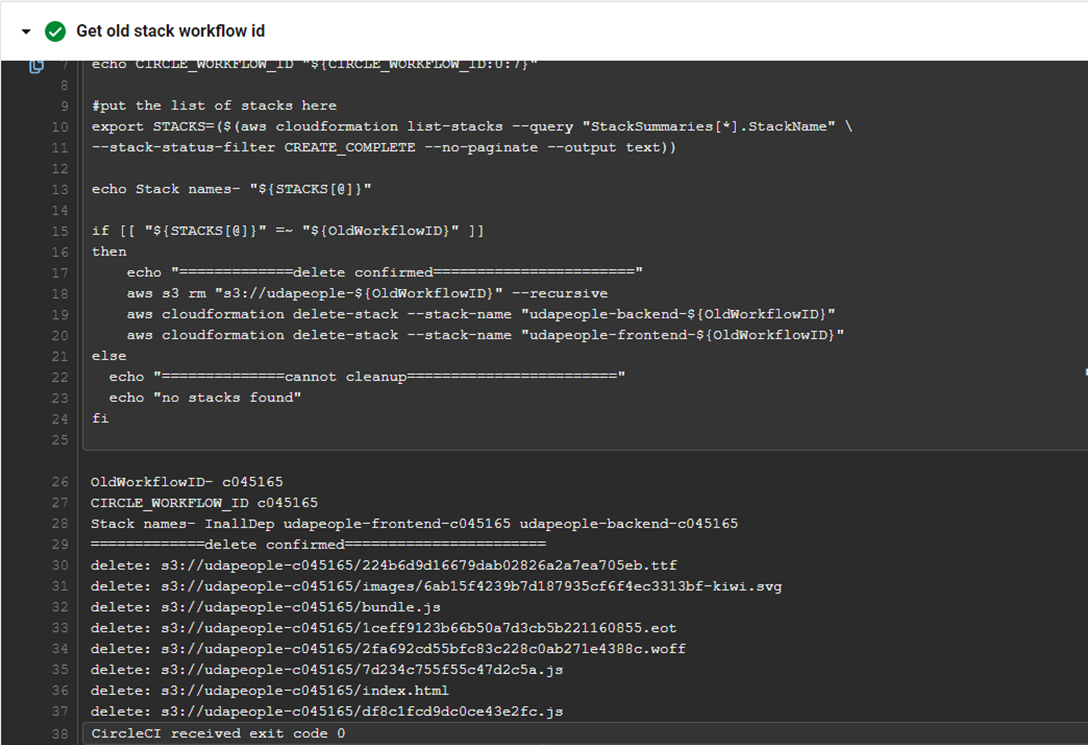 Get old stack workflow id
7 echo CIRCLE_WORKFLOW_ID "${CIRCLE_WORKFLOW_ID:0:7}"
8
9 #put the list of stacks here
10 export STACKS=($(aws cloudformation list-stacks --query "StackSummaries[*].StackName" \
11 --stack-status-filter CREATE_COMPLETE --no-paginate --output text))
12
13 echo Stack names- "${STACKS[@]}"
14
15 if [[ "${STACKS[@]}" =~ "${OldWorkflowID}" ]]
16 then
17     echo "=============delete confirmed======================="
18     aws s3 rm "s3://udapeople-${OldWorkflowID}" --recursive
19     aws cloudformation delete-stack --stack-name "udapeople-backend-${OldWorkflowID}"
20     aws cloudformation delete-stack --stack-name "udapeople-frontend-${OldWorkflowID}"
21 else
22   echo "==============cannot cleanup========================"
23   echo "no stacks found"
24 fi
25
26 OldWorkflowID- c045165
27 CIRCLE_WORKFLOW_ID c045165
28 Stack names- InallDep udapeople-frontend-c045165 udapeople-backend-c045165
29 =============delete confirmed=======================
30 delete: s3://udapeople-c045165/224b6d9d16679dab02826a2a7ea705eb.ttf
31 delete: s3://udapeople-c045165/images/6ab15f4239b7d187935cf6f4ec3313bf-kiwi.svg
32 delete: s3://udapeople-c045165/bundle.js
33 delete: s3://udapeople-c045165/1ceff9123b66b50a7d3cb5b221160855.eot
34 delete: s3://udapeople-c045165/2fa692cd55bfc83c228c0ab271e4388c.woff
35 delete: s3://udapeople-c045165/7d234c755f55c47d2c5a.js
36 delete: s3://udapeople-c045165/index.html
37 delete: s3://udapeople-c045165/df8c1fcd9dc0ce43e2fc.js
38 CircleCI received exit code 0